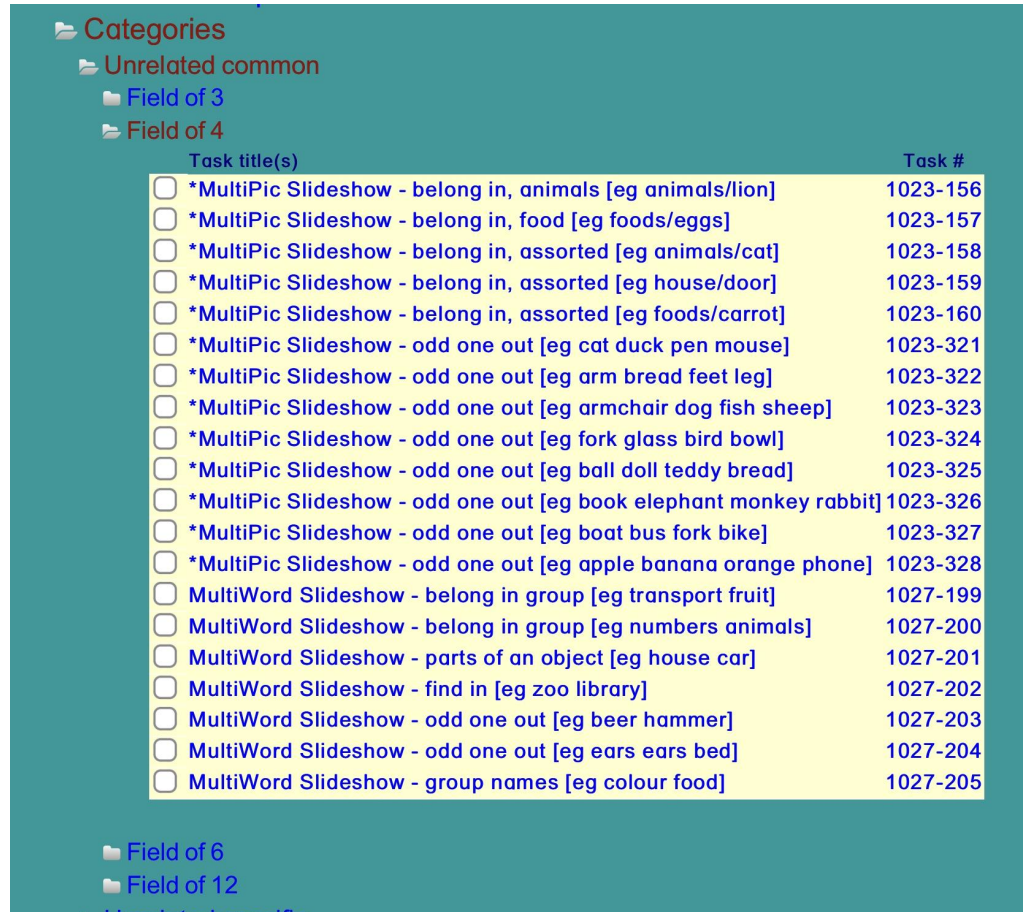 Categories
Unrelated common
Field of 3
Field of 4
Task title(s) Task #
*MultiPic Slideshow - belong in, animals [eg animals/lion] 1023-156
*MultiPic Slideshow - belong in, food [eg foods/eggs] 1023-157
*MultiPic Slideshow - belong in, assorted [eg animals/cat] 1023-158
*MultiPic Slideshow - belong in, assorted [eg house/door] 1023-159
*MultiPic Slideshow - belong in, assorted [eg foods/carrot] 1023-160
*MultiPic Slideshow - odd one out [eg cat duck pen mouse] 1023-321
*MultiPic Slideshow - odd one out [eg arm bread feet leg] 1023-322
*MultiPic Slideshow - odd one out [eg armchair dog fish sheep] 1023-323
*MultiPic Slideshow - odd one out [eg fork glass bird bowl] 1023-324
*MultiPic Slideshow - odd one out [eg ball doll teddy bread] 1023-325
*MultiPic Slideshow - odd one out [eg book elephant monkey rabbit] 1023-326
*MultiPic Slideshow - odd one out [eg boat bus fork bike] 1023-327
*MultiPic Slideshow - odd one out [eg apple banana orange phone] 1023-328
MultiWord Slideshow - belong in group [eg transport fruit] 1027-199
MultiWord Slideshow - belong in group [eg numbers animals] 1027-200
MultiWord Slideshow - parts of an object [eg house car] 1027-201
MultiWord Slideshow - find in [eg zoo library] 1027-202
MultiWord Slideshow - odd one out [eg beer hammer] 1027-203
MultiWord Slideshow - odd one out [eg ears ears bed] 1027-204
MultiWord Slideshow - group names [eg colour food] 1027-205
Field of 6
Field of 12